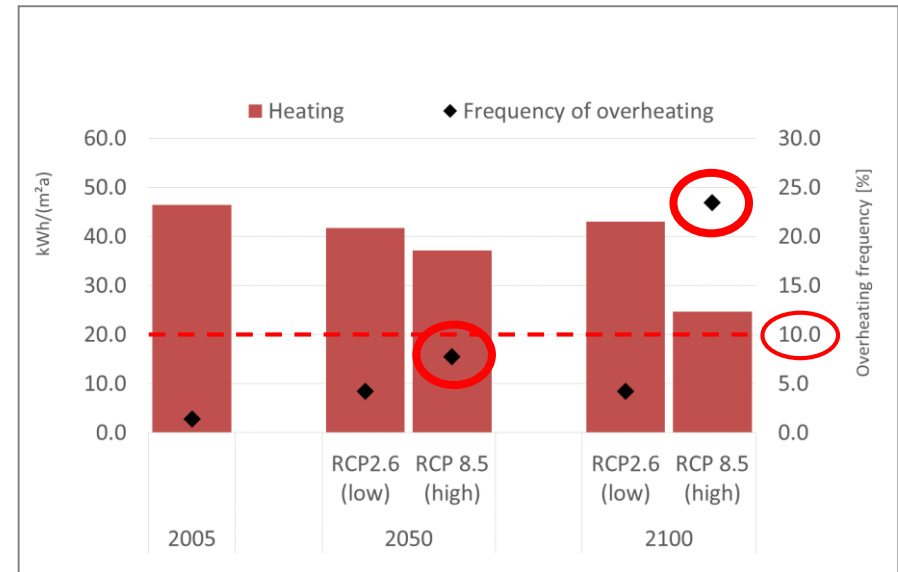 Heating
Frequency of overheating
kWh/(m²a)
60.0
50.0
40.0
30.0
20.0
10.0
0.0
30.0
25.0
20.0
15.0
10.0
5.0
0.0
Overheating frequency [%]
RCP2.6
(low)
RCP 8.5
(high)
RCP2.6
(low)
RCP 8.5
(high)
2005
2050
2100